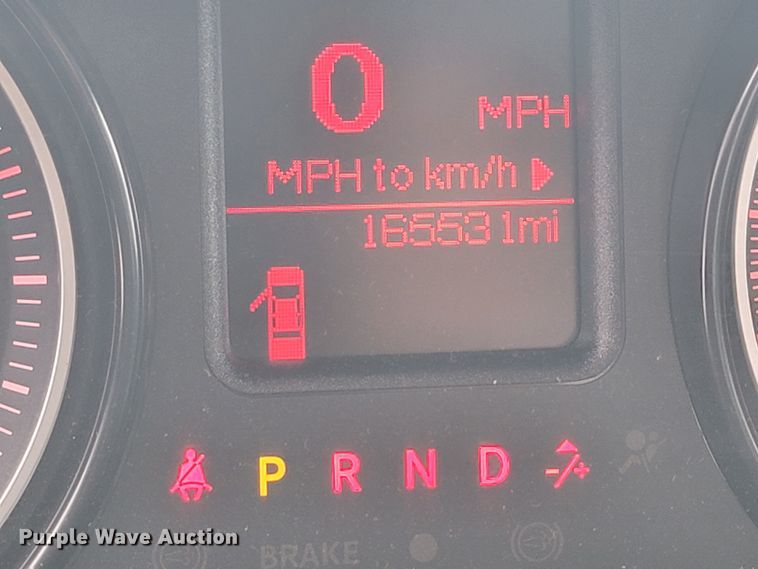 0 MPH
MPH to km/h
165531mi
P R N D -/+
BRAKE
Purple Wave Auction